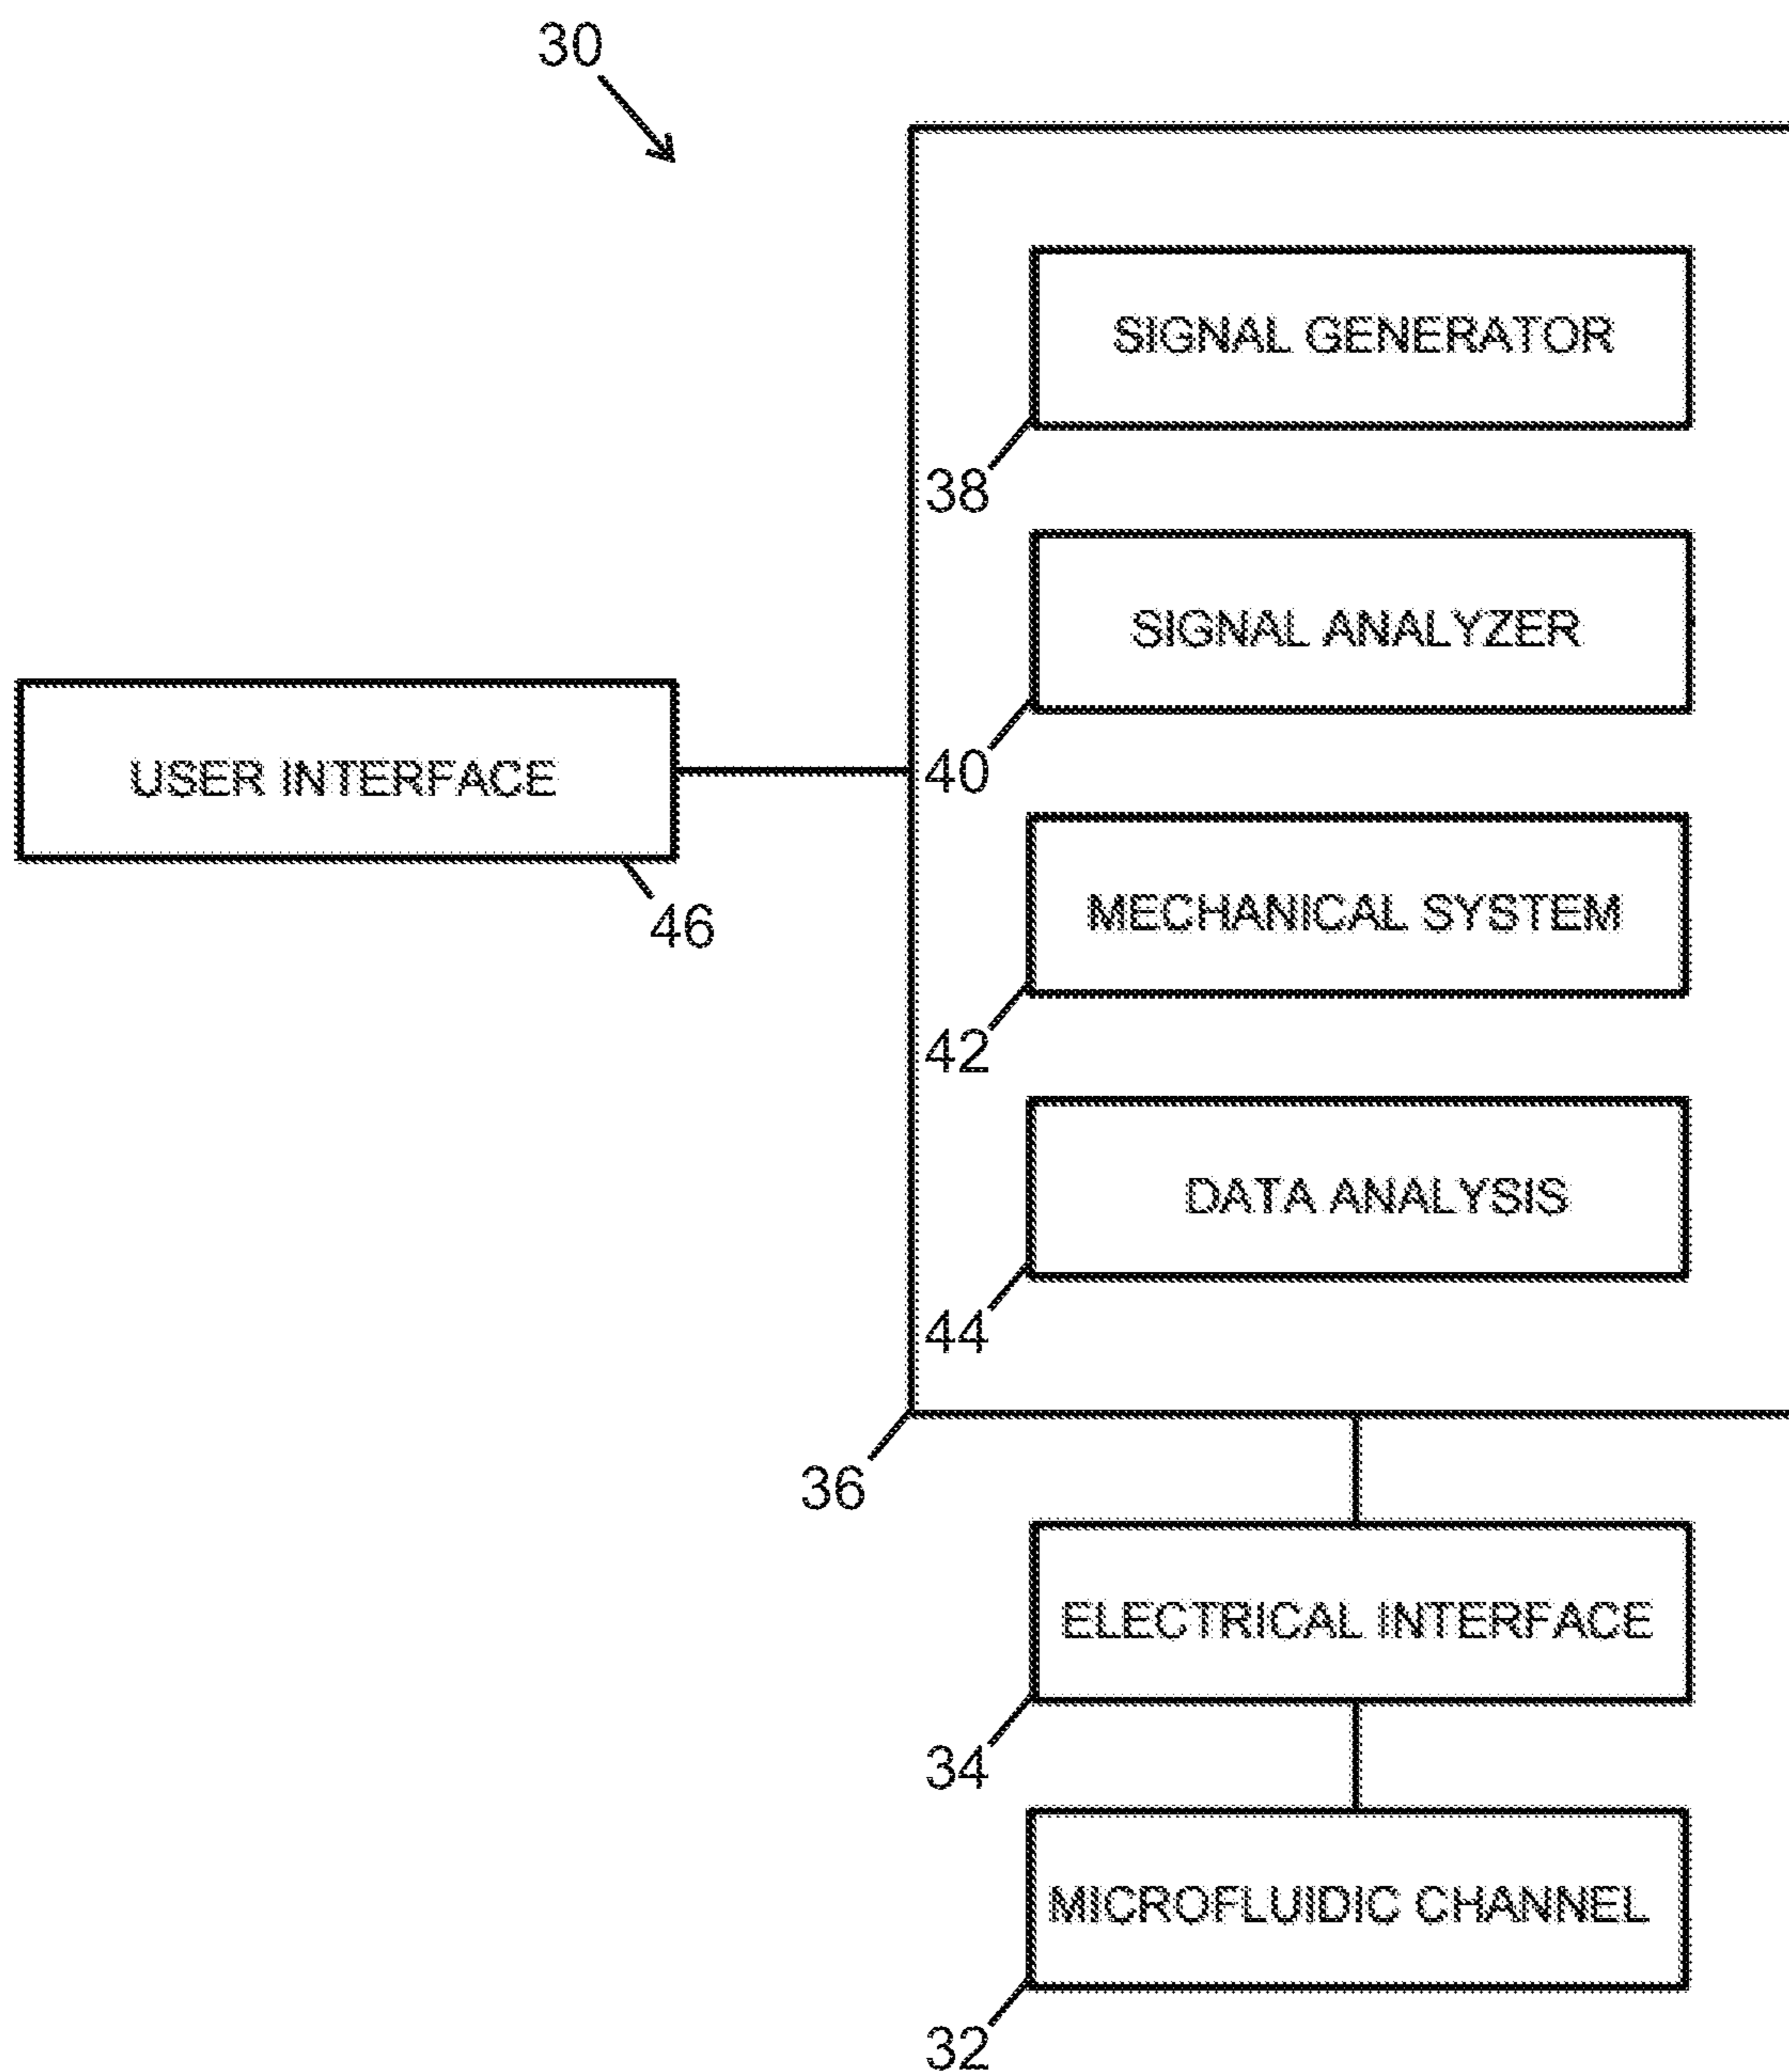 30
SIGNAL GENERATOR
38
SIGNAL ANALYZER
40
USER INTERFACE
46
MECHANICAL SYSTEM
42
DATA ANALYSIS
44
36
ELECTRICAL INTERFACE
34
MICROFLUIDIC CHANNEL
32